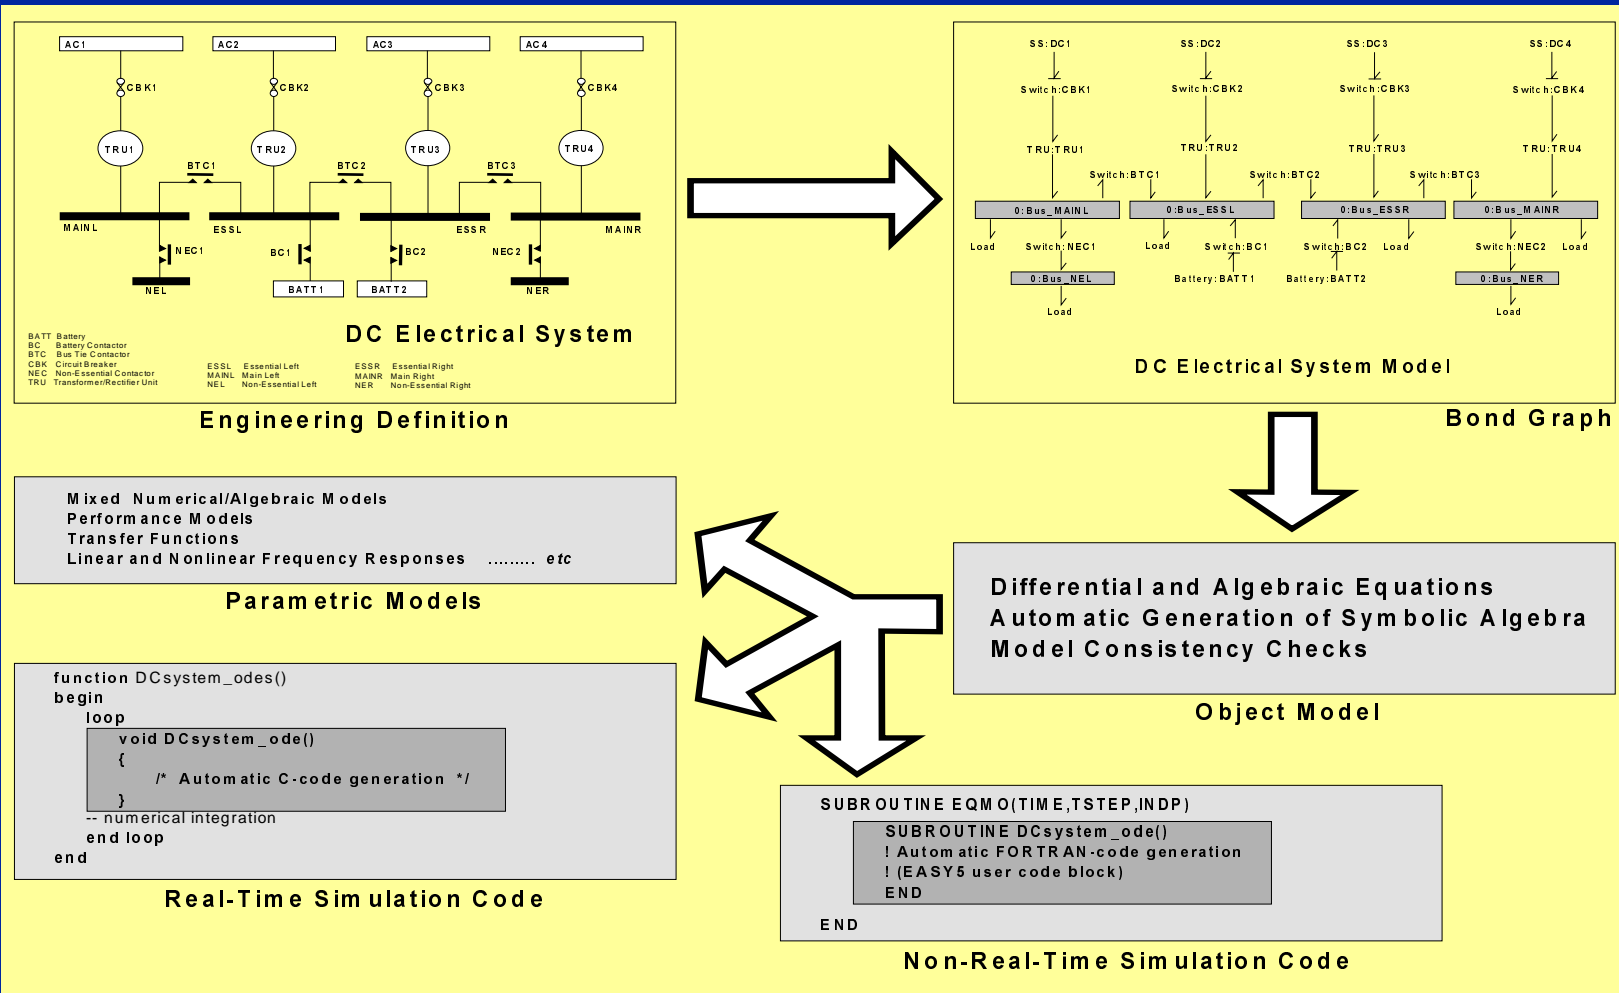 AC1 AC2 AC3 AC4
CBK1 CBK2 CBK3 CBK4
TRU1 TRU2 TRU3 TRU4
BTC1 BTC2 BTC3
MAINL ESSL ESSR MAINR
NEC1 BC1 BC2 NEC2
NEL BATT1 BATT2 NER
DC Electrical System
BATT Battery
BC Battery Contactor
BTC Bus Tie Contactor
CBK Circuit Breaker
NEC Non-Essential Contactor
TRU Transformer/Rectifier Unit
ESSL Essential Left
MAINL Main Left
NEL Non-Essential Left
ESSR Essential Right
MAINR Main Right
NER Non-Essential Right
Engineering Definition
SS:DC1 SS:DC2 SS:DC3 SS:DC4
Switch:CBK1 Switch:CBK2 Switch:CBK3 Switch:CBK4
TRU:TRU1 TRU:TRU2 TRU:TRU3 TRU:TRU4
Switch:BTC1 Switch:BTC2 Switch:BTC3
0:Bus_MAINL 0:Bus_ESSL 0:Bus_ESSR 0:Bus_MAINR
Load Switch:NEC1 Load Switch:BC1 Switch:BC2 Load Switch:NEC2 Load
0:Bus_NEL Battery:BATT1 Battery:BATT2 0:Bus_NER
Load Load
DC Electrical System Model
Bond Graph
Differential and Algebraic Equations
Automatic Generation of Symbolic Algebra
Model Consistency Checks
Object Model
Mixed Numerical/Algebraic Models
Performance Models
Transfer Functions
Linear and Nonlinear Frequency Responses ........ etc
Parametric Models
function DCsystem_odes()
begin
loop
void DCsystem_ode()
{
/* Automatic C-code generation */
}
-- numerical integration
end loop
end
Real-Time Simulation Code
SUBROUTINE EQMO(TIME,TSTEP,INDP)
SUBROUTINE DCsystem_ode()
! Automatic FORTRAN-code generation
! (EASY5 user code block)
END
END
Non-Real-Time Simulation Code